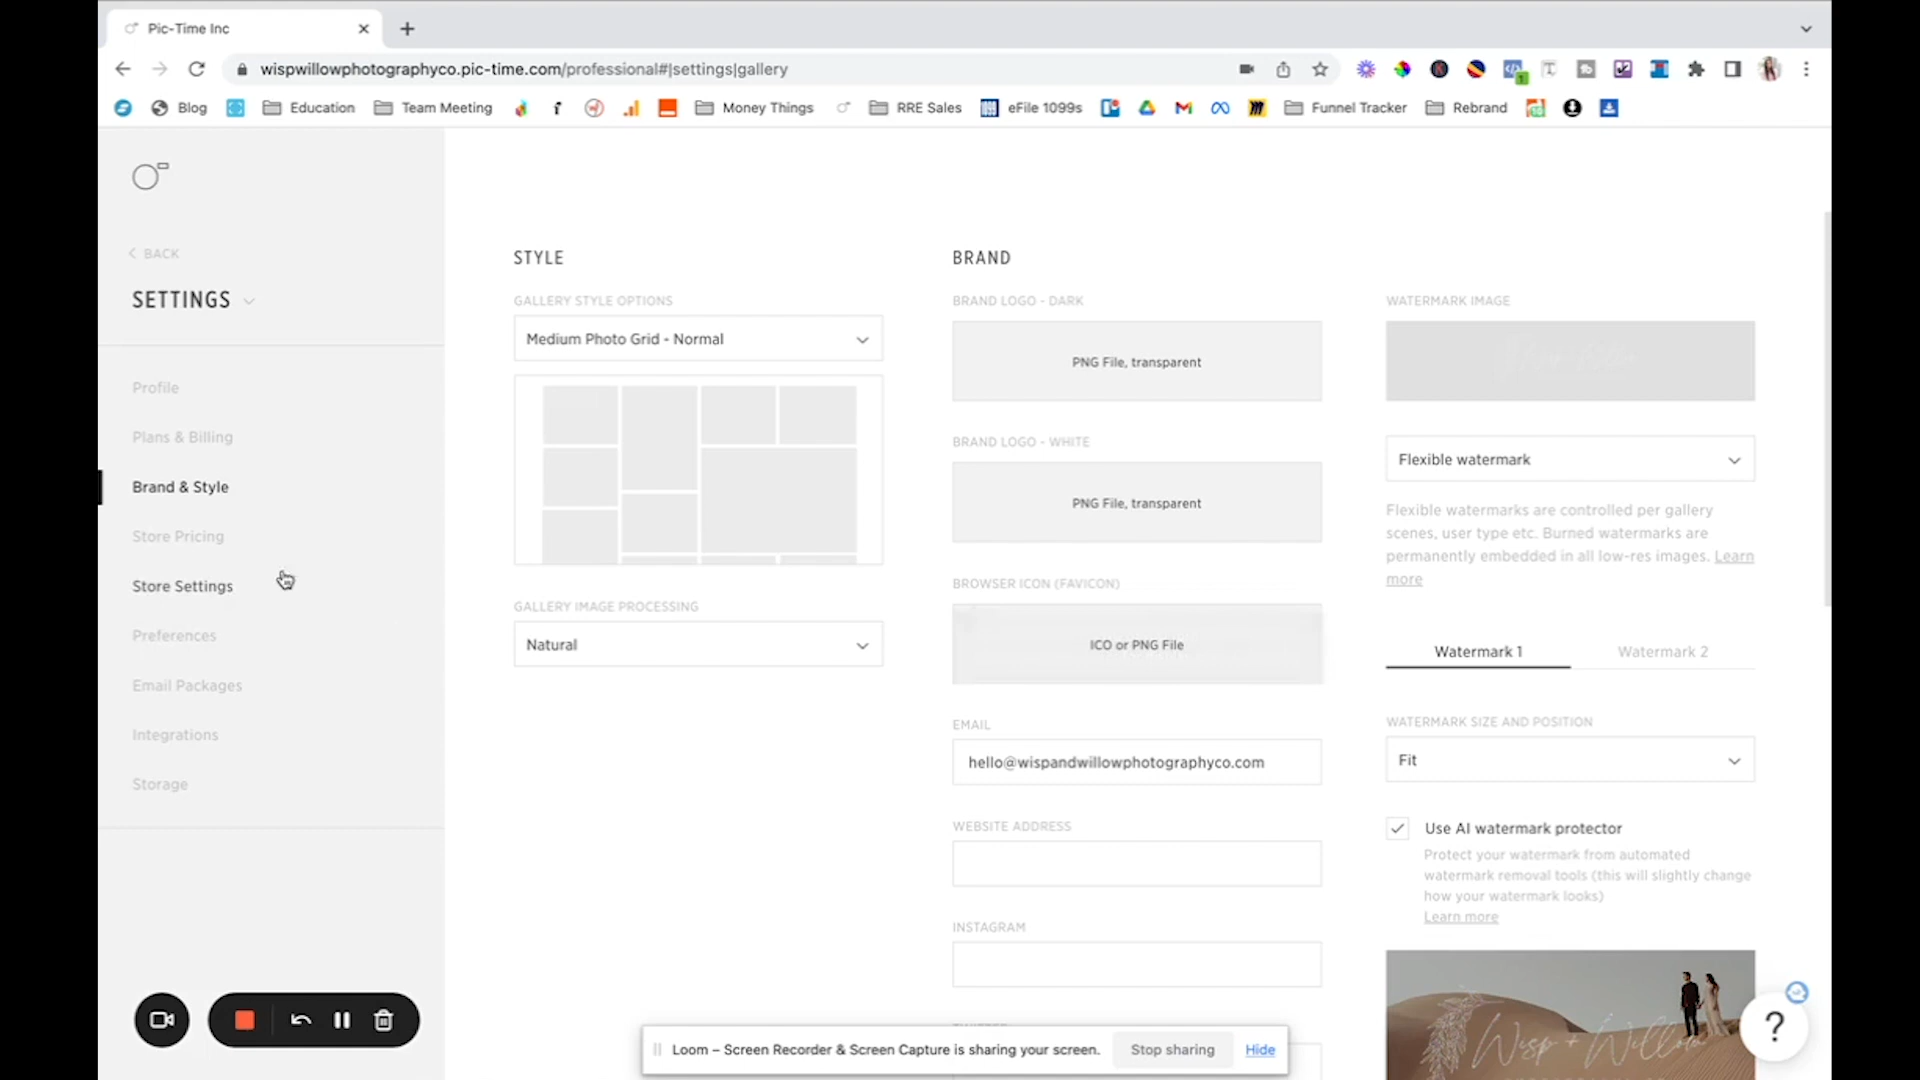 Pic-Time Inc
wispwillowphotographyco.pic-time.com/professional#|settings|gallery
Blog
Education
Team Meeting
Money Things
RRE Sales
eFile 1099s
Funnel Tracker
Rebrand
BACK
SETTINGS
Profile
Plans & Billing
Brand & Style
Store Pricing
Store Settings
Preferences
Email Packages
Integrations
Storage
STYLE
GALLERY STYLE OPTIONS
Medium Photo Grid - Normal
GALLERY IMAGE PROCESSING
Natural
BRAND
BRAND LOGO - DARK
PNG File, transparent
BRAND LOGO - WHITE
PNG File, transparent
BROWSER ICON (FAVICON)
ICO or PNG File
EMAIL
hello@wispandwillowphotographyco.com
WEBSITE ADDRESS
INSTAGRAM
WATERMARK IMAGE
Flexible watermark
Flexible watermarks are controlled per gallery
scenes, user type etc. Burned watermarks are
permanently embedded in all low-res images. Learn
more
Watermark 1
Watermark 2
WATERMARK SIZE AND POSITION
Fit
Use AI watermark protector
Protect your watermark from automated
watermark removal tools (this will slightly change
how your watermark looks)
Learn more
Wisp + Willow
?
Loom – Screen Recorder & Screen Capture is sharing your screen.
Stop sharing
Hide